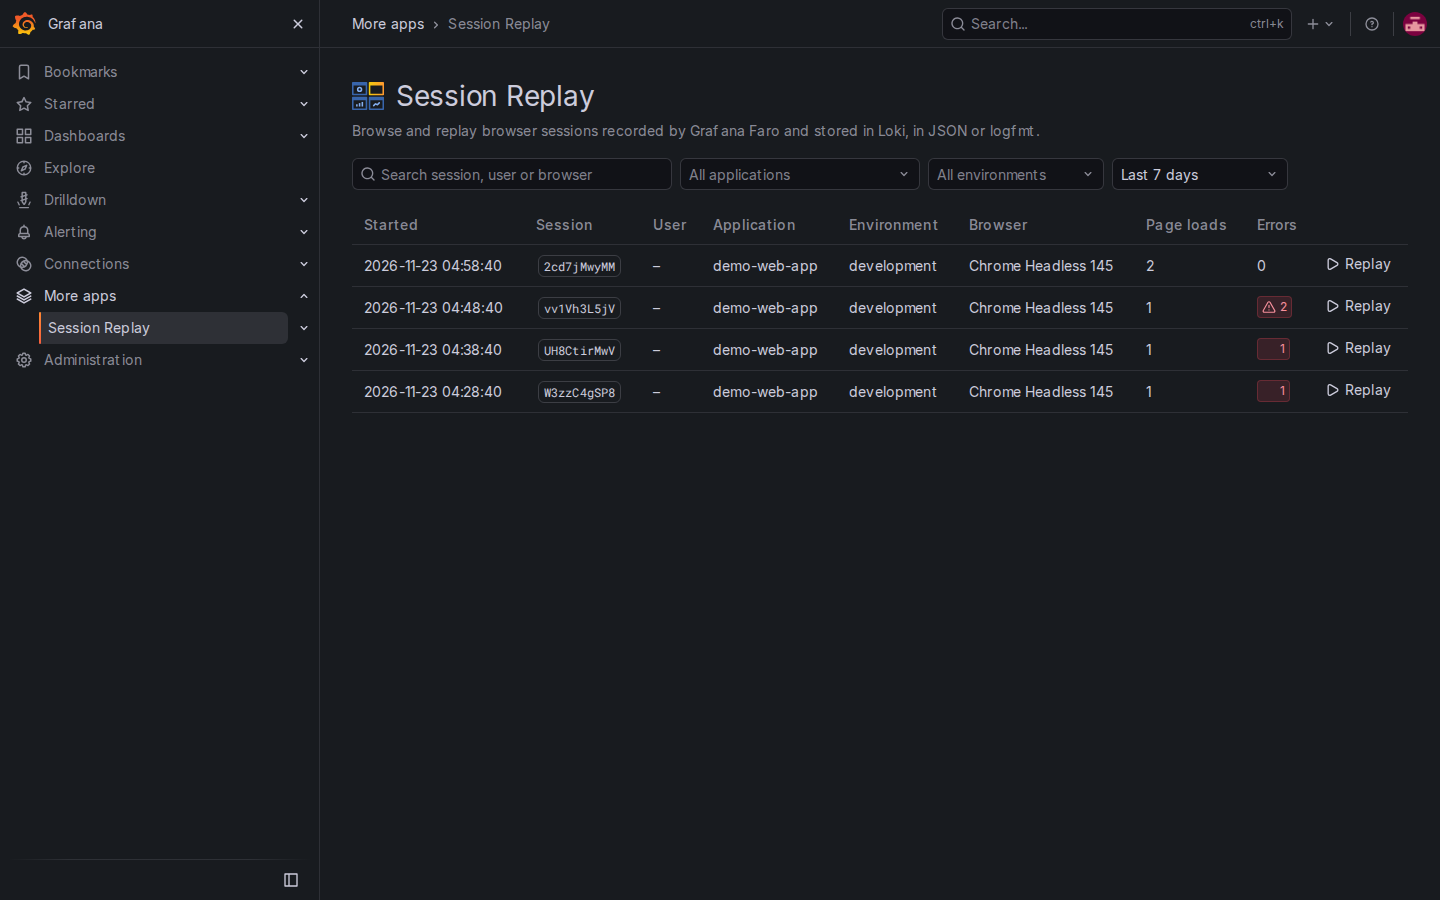 Grafana
More apps › Session Replay
Search...
ctrl+k
Bookmarks
Starred
Dashboards
Explore
Drilldown
Alerting
Connections
More apps
Session Replay
Administration
Session Replay
Browse and replay browser sessions recorded by Grafana Faro and stored in Loki, in JSON or logfmt.
Search session, user or browser
All applications
All environments
Last 7 days
Started Session User Application Environment Browser Page loads Errors
2026-11-23 04:58:40 2cd7jMwyMM – demo-web-app development Chrome Headless 145 2 0 Replay
2026-11-23 04:48:40 vv1Vh3L5jV – demo-web-app development Chrome Headless 145 1 2 Replay
2026-11-23 04:38:40 UH8CtirMwV – demo-web-app development Chrome Headless 145 1 1 Replay
2026-11-23 04:28:40 W3zzC4gSP8 – demo-web-app development Chrome Headless 145 1 1 Replay